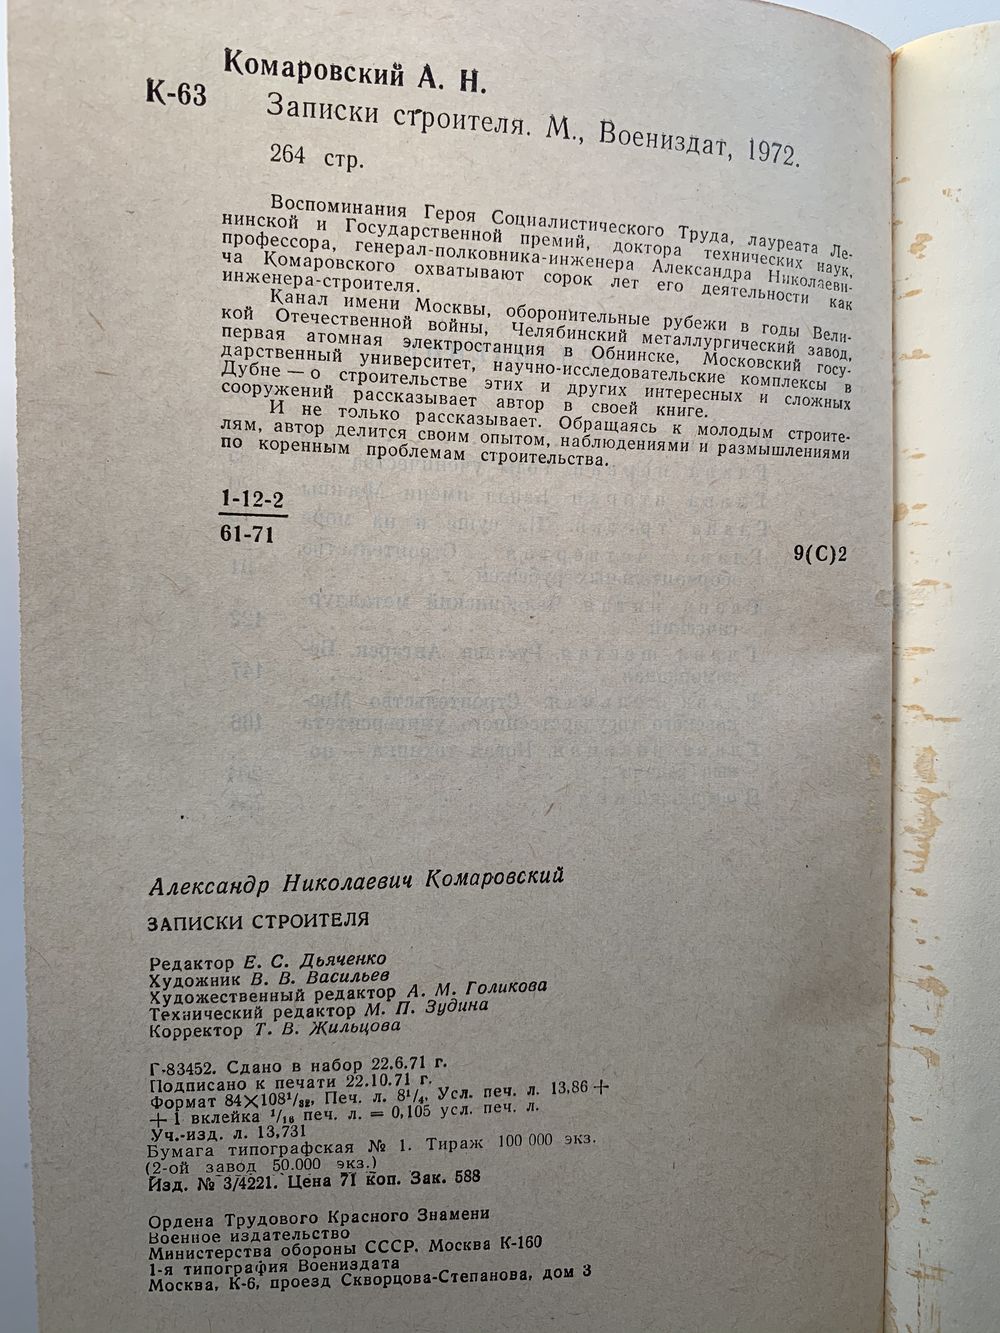 Комаровский А. Н.
К-63 Записки строителя. М., Воениздат, 1972.
264 стр.
Воспоминания Героя Социалистического Труда, лауреата Ле-
нинской и Государственной премий, доктора технических наук,
профессора, генерал-полковника-инженера Александра Николаеви-
ча Комаровского охватывают сорок лет его деятельности как
инженера-строителя.
Канал имени Москвы, оборонительные рубежи в годы Вели-
кой Отечественной войны, Челябинский металлургический завод,
первая атомная электростанция в Обнинске, Московский госу-
дарственный университет, научно-исследовательские комплексы в
Дубне — о строительстве этих и других интересных и сложных
сооружений рассказывает автор в своей книге.
И не только рассказывает. Обращаясь к молодым строите-
лям, автор делится своим опытом, наблюдениями и размышлениями
по коренным проблемам строительства.
1-12-2
61-71
9(С)2
Александр Николаевич Комаровский
ЗАПИСКИ СТРОИТЕЛЯ
Редактор Е. С. Дьяченко
Художник В. В. Васильев
Художественный редактор А. М. Голикова
Технический редактор М. П. Зудина
Корректор Т. В. Жильцова
Г-83452. Сдано в набор 22.6.71 г.
Подписано к печати 22.10.71 г.
Формат 84×108¹/₃₂, Печ. л. 8¹/₄, Усл. печ. л. 13,86 +
+ 1 вклейка ¹/₁₆ печ. л. = 0,105 усл. печ. л.
Уч.-изд. л. 13,731
Бумага типографская № 1. Тираж 100 000 экз.
(2-ой завод 50.000 экз.)
Изд. № 3/4221. Цена 71 коп. Зак. 588
Ордена Трудового Красного Знамени
Военное издательство
Министерства обороны СССР. Москва К-160
1-я типография Воениздата
Москва, К-6, проезд Скворцова-Степанова, дом 3